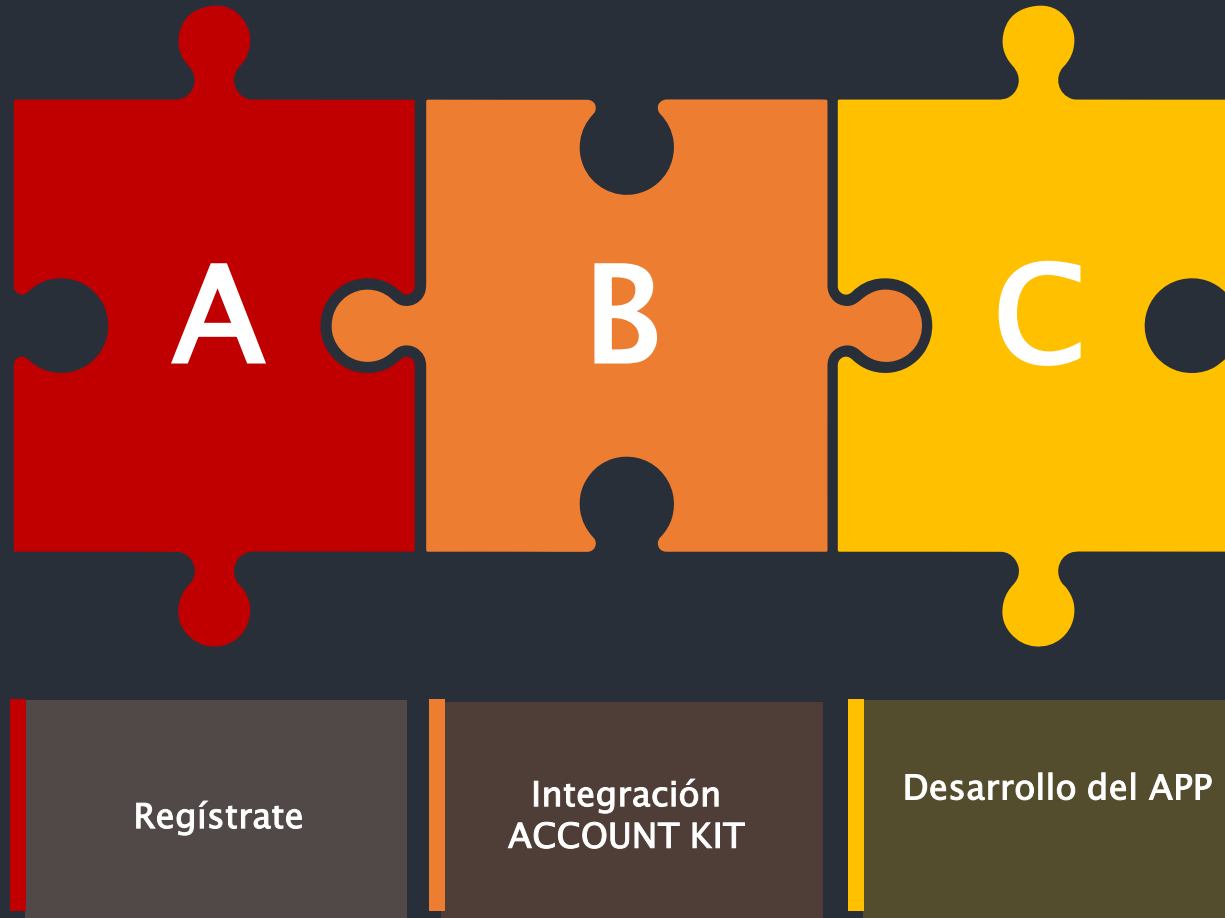 A
B
C
Regístrate
Integración
ACCOUNT KIT
Desarrollo del APP